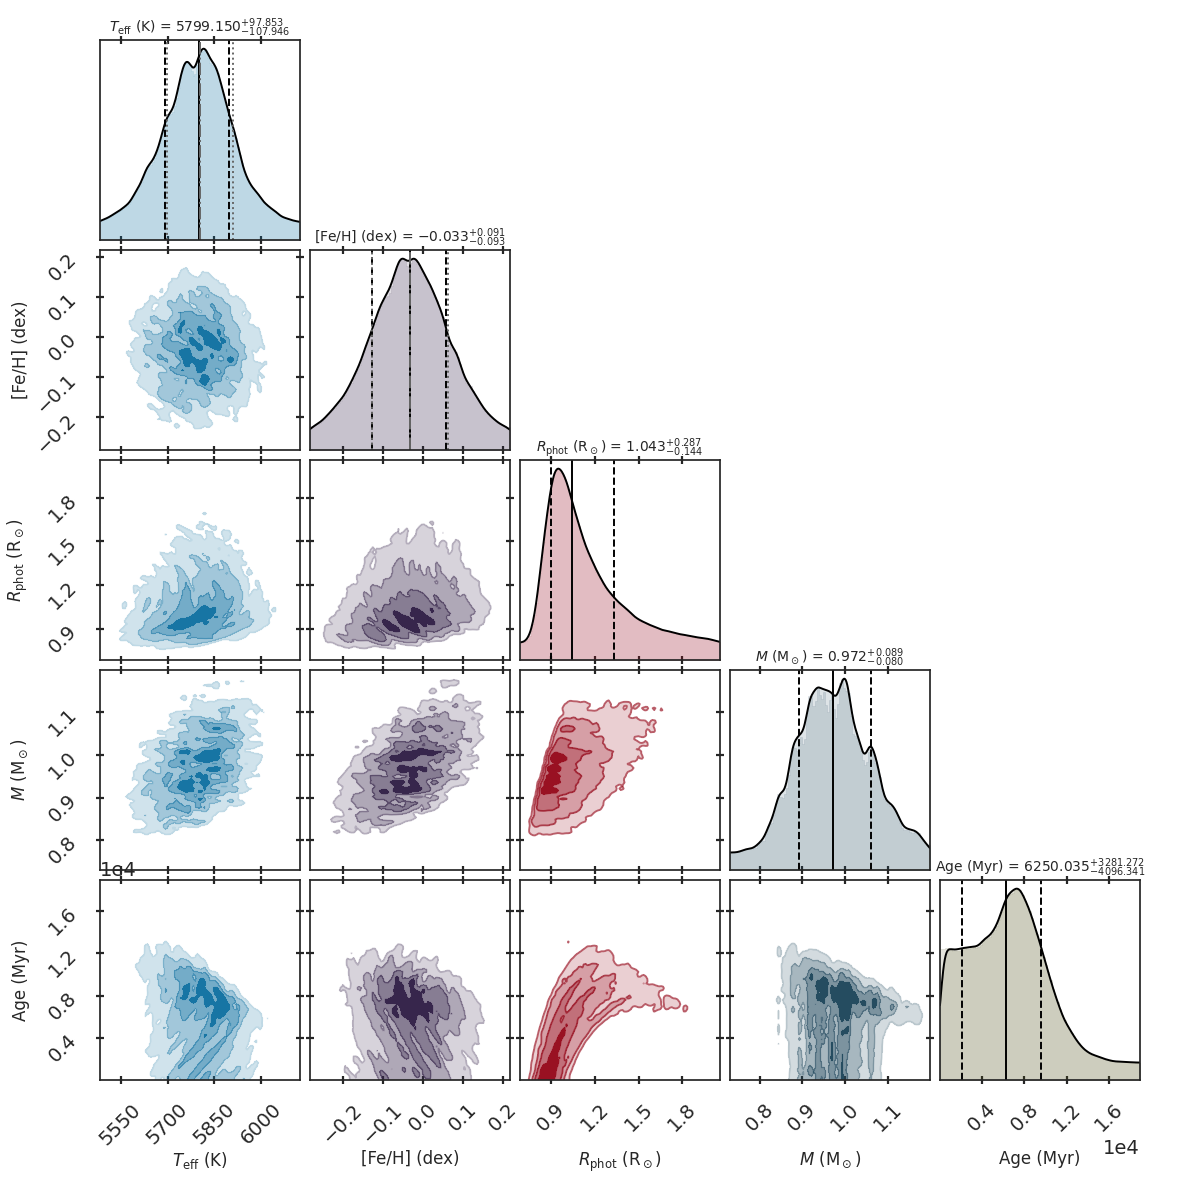 T_eff (K) = 5799.150 +97.853 −107.946
[Fe/H] (dex) = −0.033 +0.091 −0.093
0.2
0.1
0.0
−0.1
−0.2
[Fe/H] (dex)
R_phot (R_⊙) = 1.043 +0.287 −0.144
1.8
1.5
1.2
0.9
R_phot (R_⊙)
M (M_⊙) = 0.972 +0.089 −0.080
1.1
1.0
0.9
0.8
M (M_⊙)
1e4
Age (Myr) = 6250.035 +3281.272 −4096.341
1.6
1.2
0.8
0.4
Age (Myr)
5550 5700 5850 6000 −0.2 −0.1 0.0 0.1 0.2 0.9 1.2 1.5 1.8 0.8 0.9 1.0 1.1 0.4 0.8 1.2 1.6
1e4
T_eff (K) [Fe/H] (dex) R_phot (R_⊙) M (M_⊙) Age (Myr)